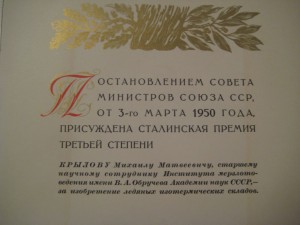 ПОСТАНОВЛЕНИЕМ СОВЕТА
МИНИСТРОВ СОЮЗА ССР,
ОТ 3-го МАРТА 1950 ГОДА,
ПРИСУЖДЕНА СТАЛИНСКАЯ ПРЕМИЯ
ТРЕТЬЕЙ СТЕПЕНИ
КРЫЛОВУ Михаилу Матвеевичу, старшему
научному сотруднику Института мерзлото-
ведения имени В. А. Обручева Академии наук СССР,–
за изобретение ледяных изотермических складов.